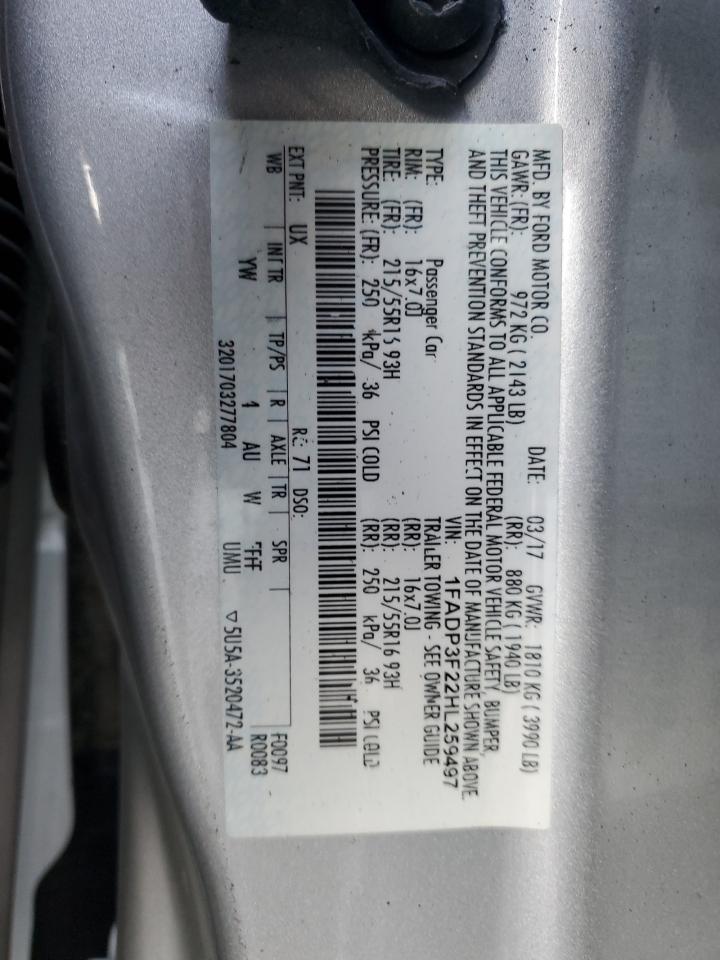 MFD. BY FORD MOTOR CO.
DATE: 03/17 GVWR: 1810 KG ( 3990 LB)
GAWR: (FR): 972 KG ( 2143 LB) (RR): 880 KG ( 1940 LB)
THIS VEHICLE CONFORMS TO ALL APPLICABLE FEDERAL MOTOR VEHICLE SAFETY, BUMPER,
AND THEFT PREVENTION STANDARDS IN EFFECT ON THE DATE OF MANUFACTURE SHOWN ABOVE.
VIN: 1FADP3F22HL259497
TYPE: Passenger Car TRAILER TOWING - SEE OWNER GUIDE
RIM: (FR): 16x7.0J (RR): 16x7.0J
TIRE: (FR): 215/55R16 93H (RR): 215/55R16 93H
PRESSURE: (FR): 250 kPa/ 36 PSI COLD (RR): 250 kPa/ 36 PSI COLD
EXT PNT: UX RC: 71 DSO: F0097
WB INT TR TP/PS R AXLE TR SPR R0083
YW 4 AU W
3201703277804 UMU ▽5U5A-3520472-AA